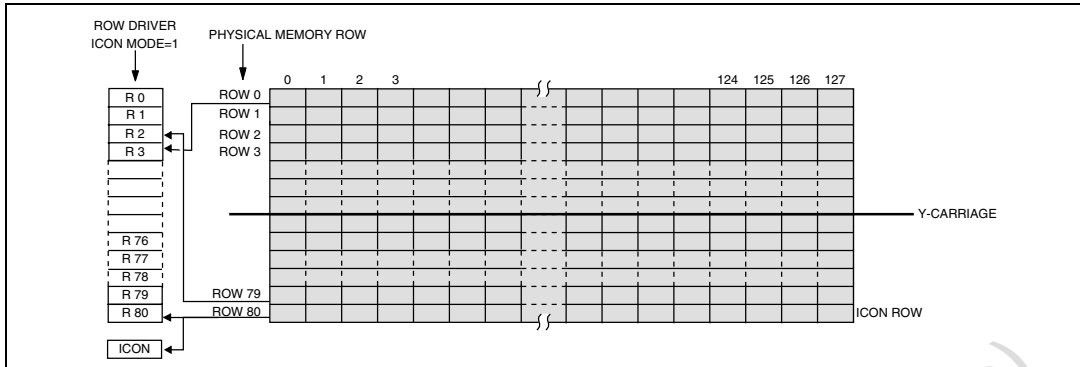 ROW DRIVER
ICON MODE=1
PHYSICAL MEMORY ROW
0 1 2 3 124 125 126 127
R 0 ROW 0
R 1 ROW 1
R 2 ROW 2
R 3 ROW 3
Y-CARRIAGE
R 76
R 77
R 78
R 79 ROW 79
R 80 ROW 80 ICON ROW
ICON